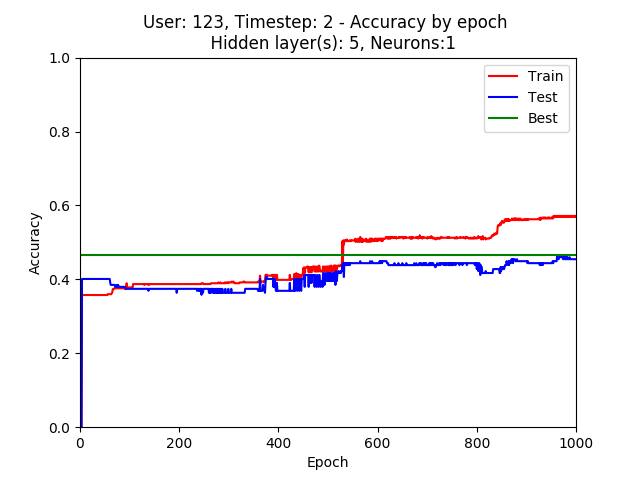 User: 123, Timestep: 2 - Accuracy by epoch
Hidden layer(s): 5, Neurons:1
1.0
0.8
0.6
0.4
0.2
0.0
Accuracy
Train
Test
Best
0 200 400 600 800 1000
Epoch